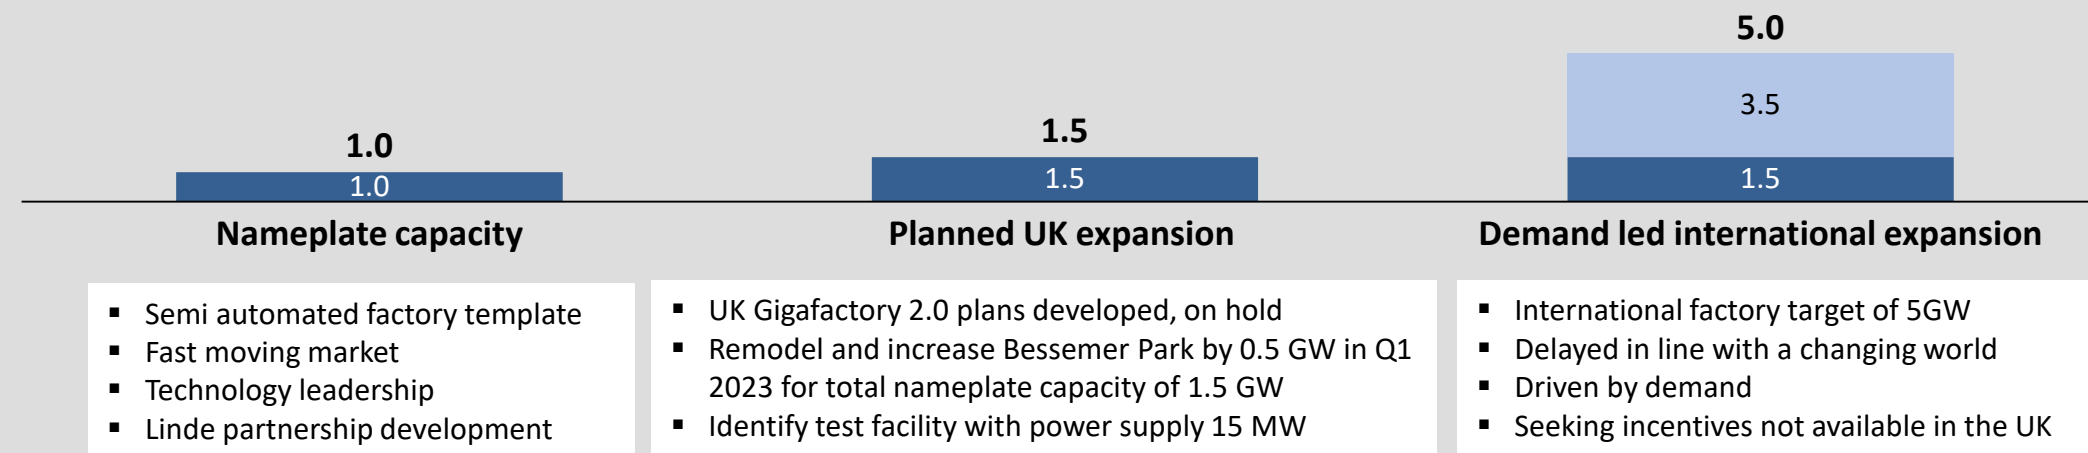 1.0
1.0
Nameplate capacity
▪ Semi automated factory template
▪ Fast moving market
▪ Technology leadership
▪ Linde partnership development
1.5
1.5
Planned UK expansion
▪ UK Gigafactory 2.0 plans developed, on hold
▪ Remodel and increase Bessemer Park by 0.5 GW in Q1
2023 for total nameplate capacity of 1.5 GW
▪ Identify test facility with power supply 15 MW
5.0
3.5
1.5
Demand led international expansion
▪ International factory target of 5GW
▪ Delayed in line with a changing world
▪ Driven by demand
▪ Seeking incentives not available in the UK